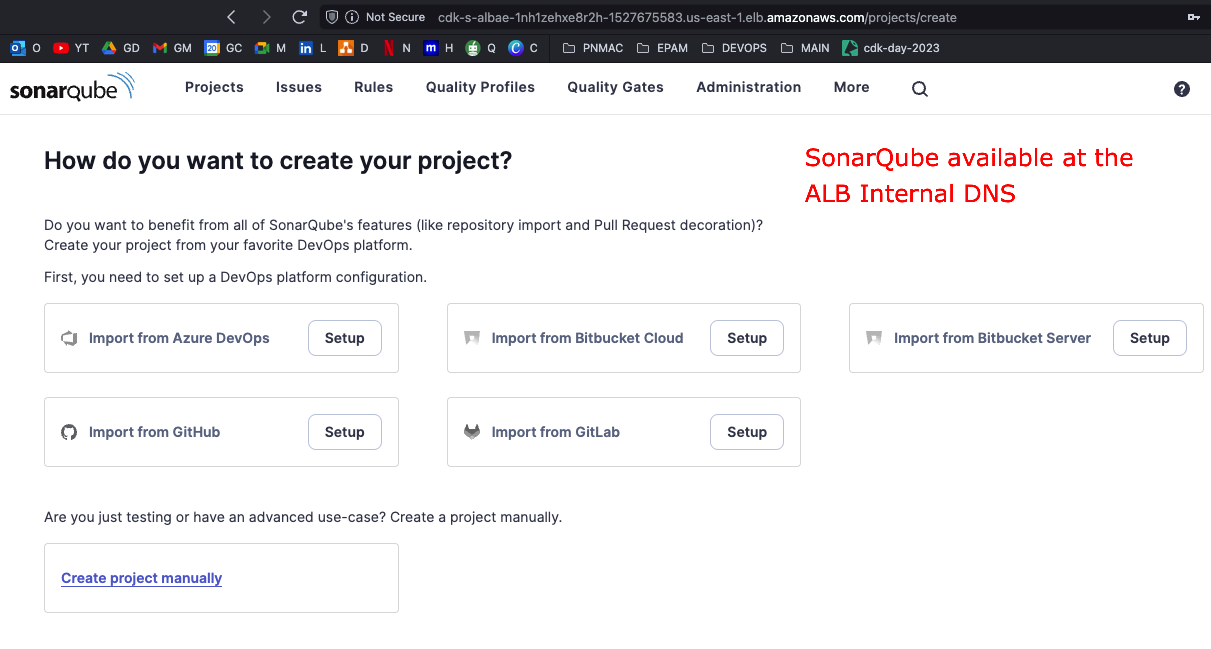 Not Secure cdk-s-albae-1nh1zehxe8r2h-1527675583.us-east-1.elb.amazonaws.com/projects/create
O YT GD GM 20 GC M in L D N m H Q C C PNMAC EPAM DEVOPS MAIN cdk-day-2023
sonarqube Projects Issues Rules Quality Profiles Quality Gates Administration More ?
How do you want to create your project?
SonarQube available at the
ALB Internal DNS
Do you want to benefit from all of SonarQube's features (like repository import and Pull Request decoration)?
Create your project from your favorite DevOps platform.
First, you need to set up a DevOps platform configuration.
Import from Azure DevOps Setup Import from Bitbucket Cloud Setup Import from Bitbucket Server Setup
Import from GitHub Setup Import from GitLab Setup
Are you just testing or have an advanced use-case? Create a project manually.
Create project manually